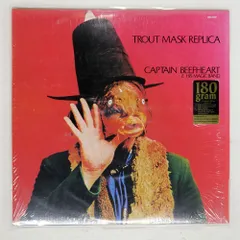 TROUT MASK REPLICA
CAPTAIN BEEFHEART
& HIS MAGIC BAND
180
gram